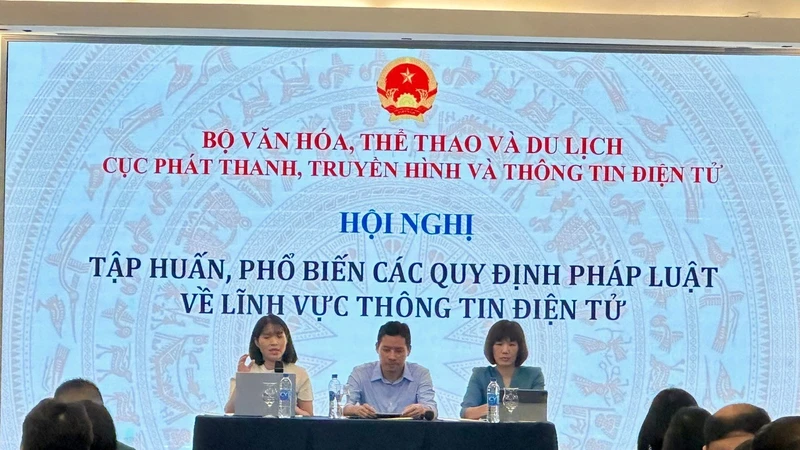 BỘ VĂN HÓA, THỂ THAO VÀ DU LỊCH
CỤC PHÁT THANH, TRUYỀN HÌNH VÀ THÔNG TIN ĐIỆN TỬ
HỘI NGHỊ
TẬP HUẤN, PHỔ BIẾN CÁC QUY ĐỊNH PHÁP LUẬT
VỀ LĨNH VỰC THÔNG TIN ĐIỆN TỬ